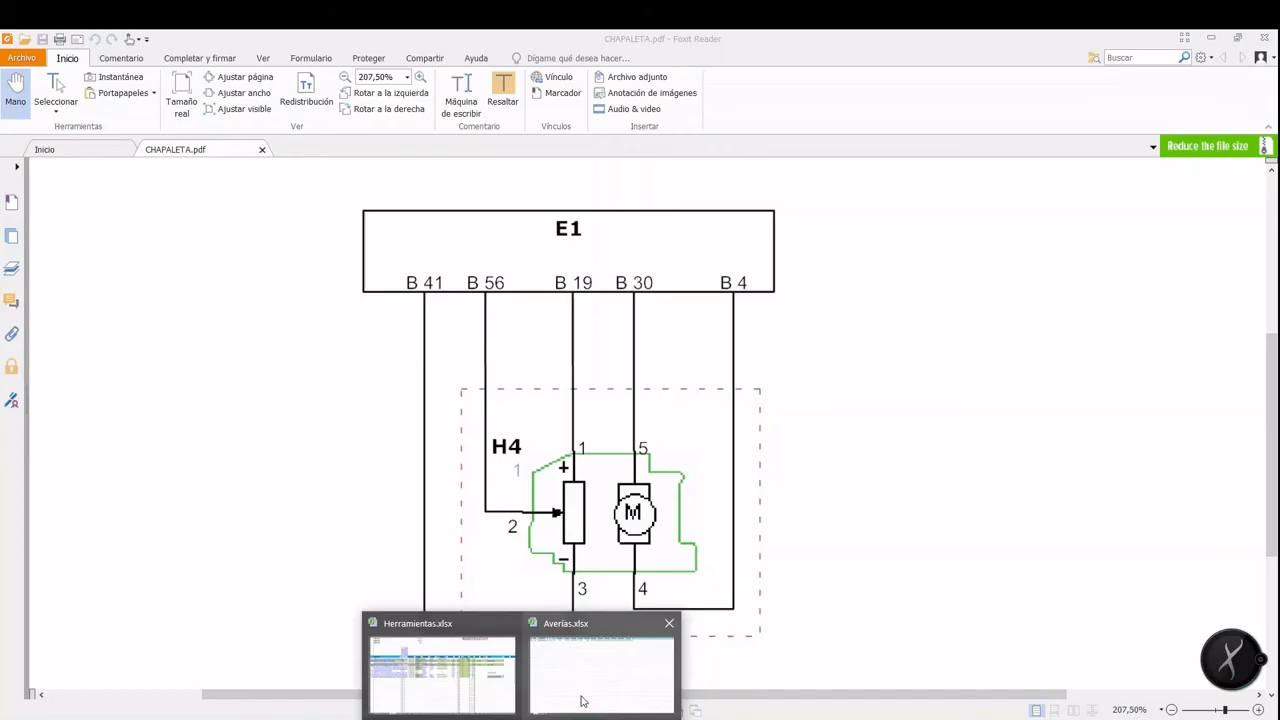 CHAPALETA.pdf - Foxit Reader
Archivo Inicio Comentario Completar y firmar Ver Formulario Proteger Compartir Ayuda Dígame qué desea hacer... Buscar
Mano
Seleccionar
Instantánea
Portapapeles
Herramientas
Tamaño
real
Ajustar página
Ajustar ancho
Ajustar visible
Redistribución
207,50%
Rotar a la izquierda
Rotar a la derecha
Ver
Máquina
de escribir
Resaltar
Comentario
Vínculo
Marcador
Vínculos
Archivo adjunto
Anotación de imágenes
Audio & video
Insertar
Inicio CHAPALETA.pdf Reduce the file size
E1
B 41 B 56 B 19 B 30 B 4
H4 1 5
1 +
M
2
−
3 4
Herramientas.xlsx Averías.xlsx
207,50%